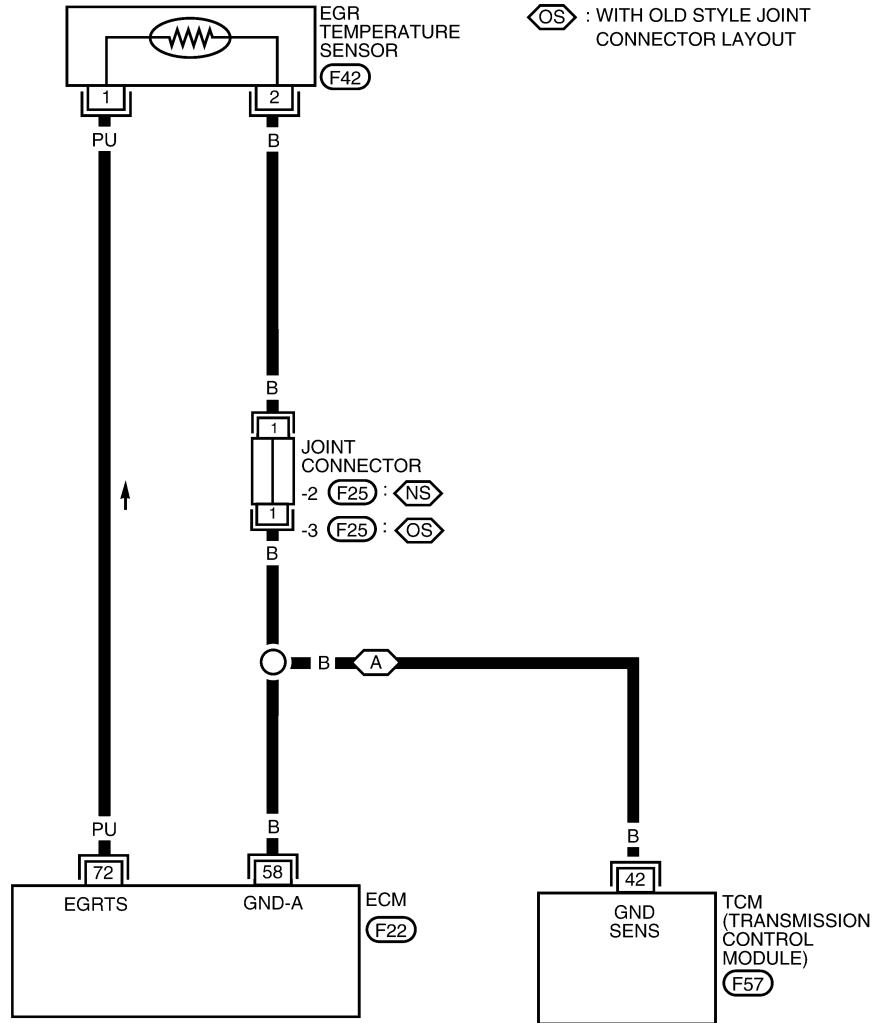 EGR
TEMPERATURE
SENSOR
F42
OS : WITH OLD STYLE JOINT
CONNECTOR LAYOUT
1
2
PU
B
B
1
JOINT
CONNECTOR
-2 F25 : NS
1
-3 F25 : OS
B
B A
PU
B
B
72
58
42
EGRTS
GND-A
ECM
F22
GND
SENS
TCM
(TRANSMISSION
CONTROL
MODULE)
F57